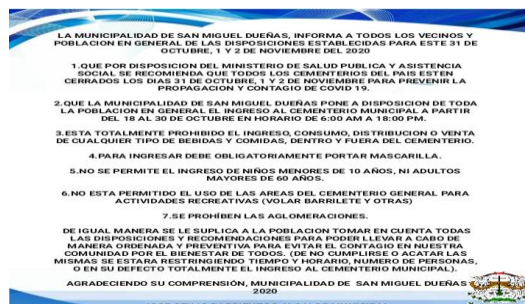 LA MUNICIPALIDAD DE SAN MIGUEL DUEÑAS, INFORMA A TODOS LOS VECINOS Y
POBLACION EN GENERAL DE LAS DISPOSICIONES ESTABLECIDAS PARA ESTE 31 DE
OCTUBRE, 1 Y 2 DE NOVIEMBRE DEL 2020
1.QUE POR DISPOSICION DEL MINISTERIO DE SALUD PUBLICA Y ASISTENCIA
SOCIAL SE RECOMIENDA QUE TODOS LOS CEMENTERIOS DEL PAIS ESTEN
CERRADOS LOS DIAS 31 DE OCTUBRE, 1 Y 2 DE NOVIEMBRE PARA PREVENIR LA
PROPAGACION Y CONTAGIO DE COVID 19.
2.QUE LA MUNICIPALIDAD DE SAN MIGUEL DUEÑAS PONE A DISPOSICION DE TODA
LA POBLACION EN GENERAL EL INGRESO AL CEMENTERIO MUNICIPAL A PARTIR
DEL 18 AL 30 DE OCTUBRE EN HORARIO DE 6:00 AM A 18:00 PM.
3.ESTA TOTALMENTE PROHIBIDO EL INGRESO, CONSUMO, DISTRIBUCION O VENTA
DE CUALQUIER TIPO DE BEBIDAS Y COMIDAS, DENTRO Y FUERA DEL CEMENTERIO.
4.PARA INGRESAR DEBE OBLIGATORIAMENTE PORTAR MASCARILLA.
5.NO SE PERMITE EL INGRESO DE NIÑOS MENORES DE 10 AÑOS, NI ADULTOS
MAYORES DE 60 AÑOS.
6.NO ESTA PERMITIDO EL USO DE LAS AREAS DEL CEMENTERIO GENERAL PARA
ACTIVIDADES RECREATIVAS (VOLAR BARRILETE Y OTRAS)
7.SE PROHÍBEN LAS AGLOMERACIONES.
DE IGUAL MANERA SE LE SUPLICA A LA POBLACION TOMAR EN CUENTA TODAS
LAS DISPOSICIONES Y RECOMENDACIONES PARA PODER LLEVAR A CABO DE
MANERA ORDENADA Y PREVENTIVA PARA EVITAR EL CONTAGIO EN NUESTRA
COMUNIDAD POR EL BIENESTAR DE TODOS. (DE NO CUMPLIRSE O ACATAR LAS
MISMAS SE ESTARA RESTRINGIENDO TIEMPO Y HORARIO, NUMERO DE PERSONAS,
O EN SU DEFECTO TOTALMENTE EL INGRESO AL CEMENTERIO MUNICIPAL).
AGRADECIENDO SU COMPRENSIÓN, MUNICIPALIDAD DE SAN MIGUEL DUEÑAS
2020